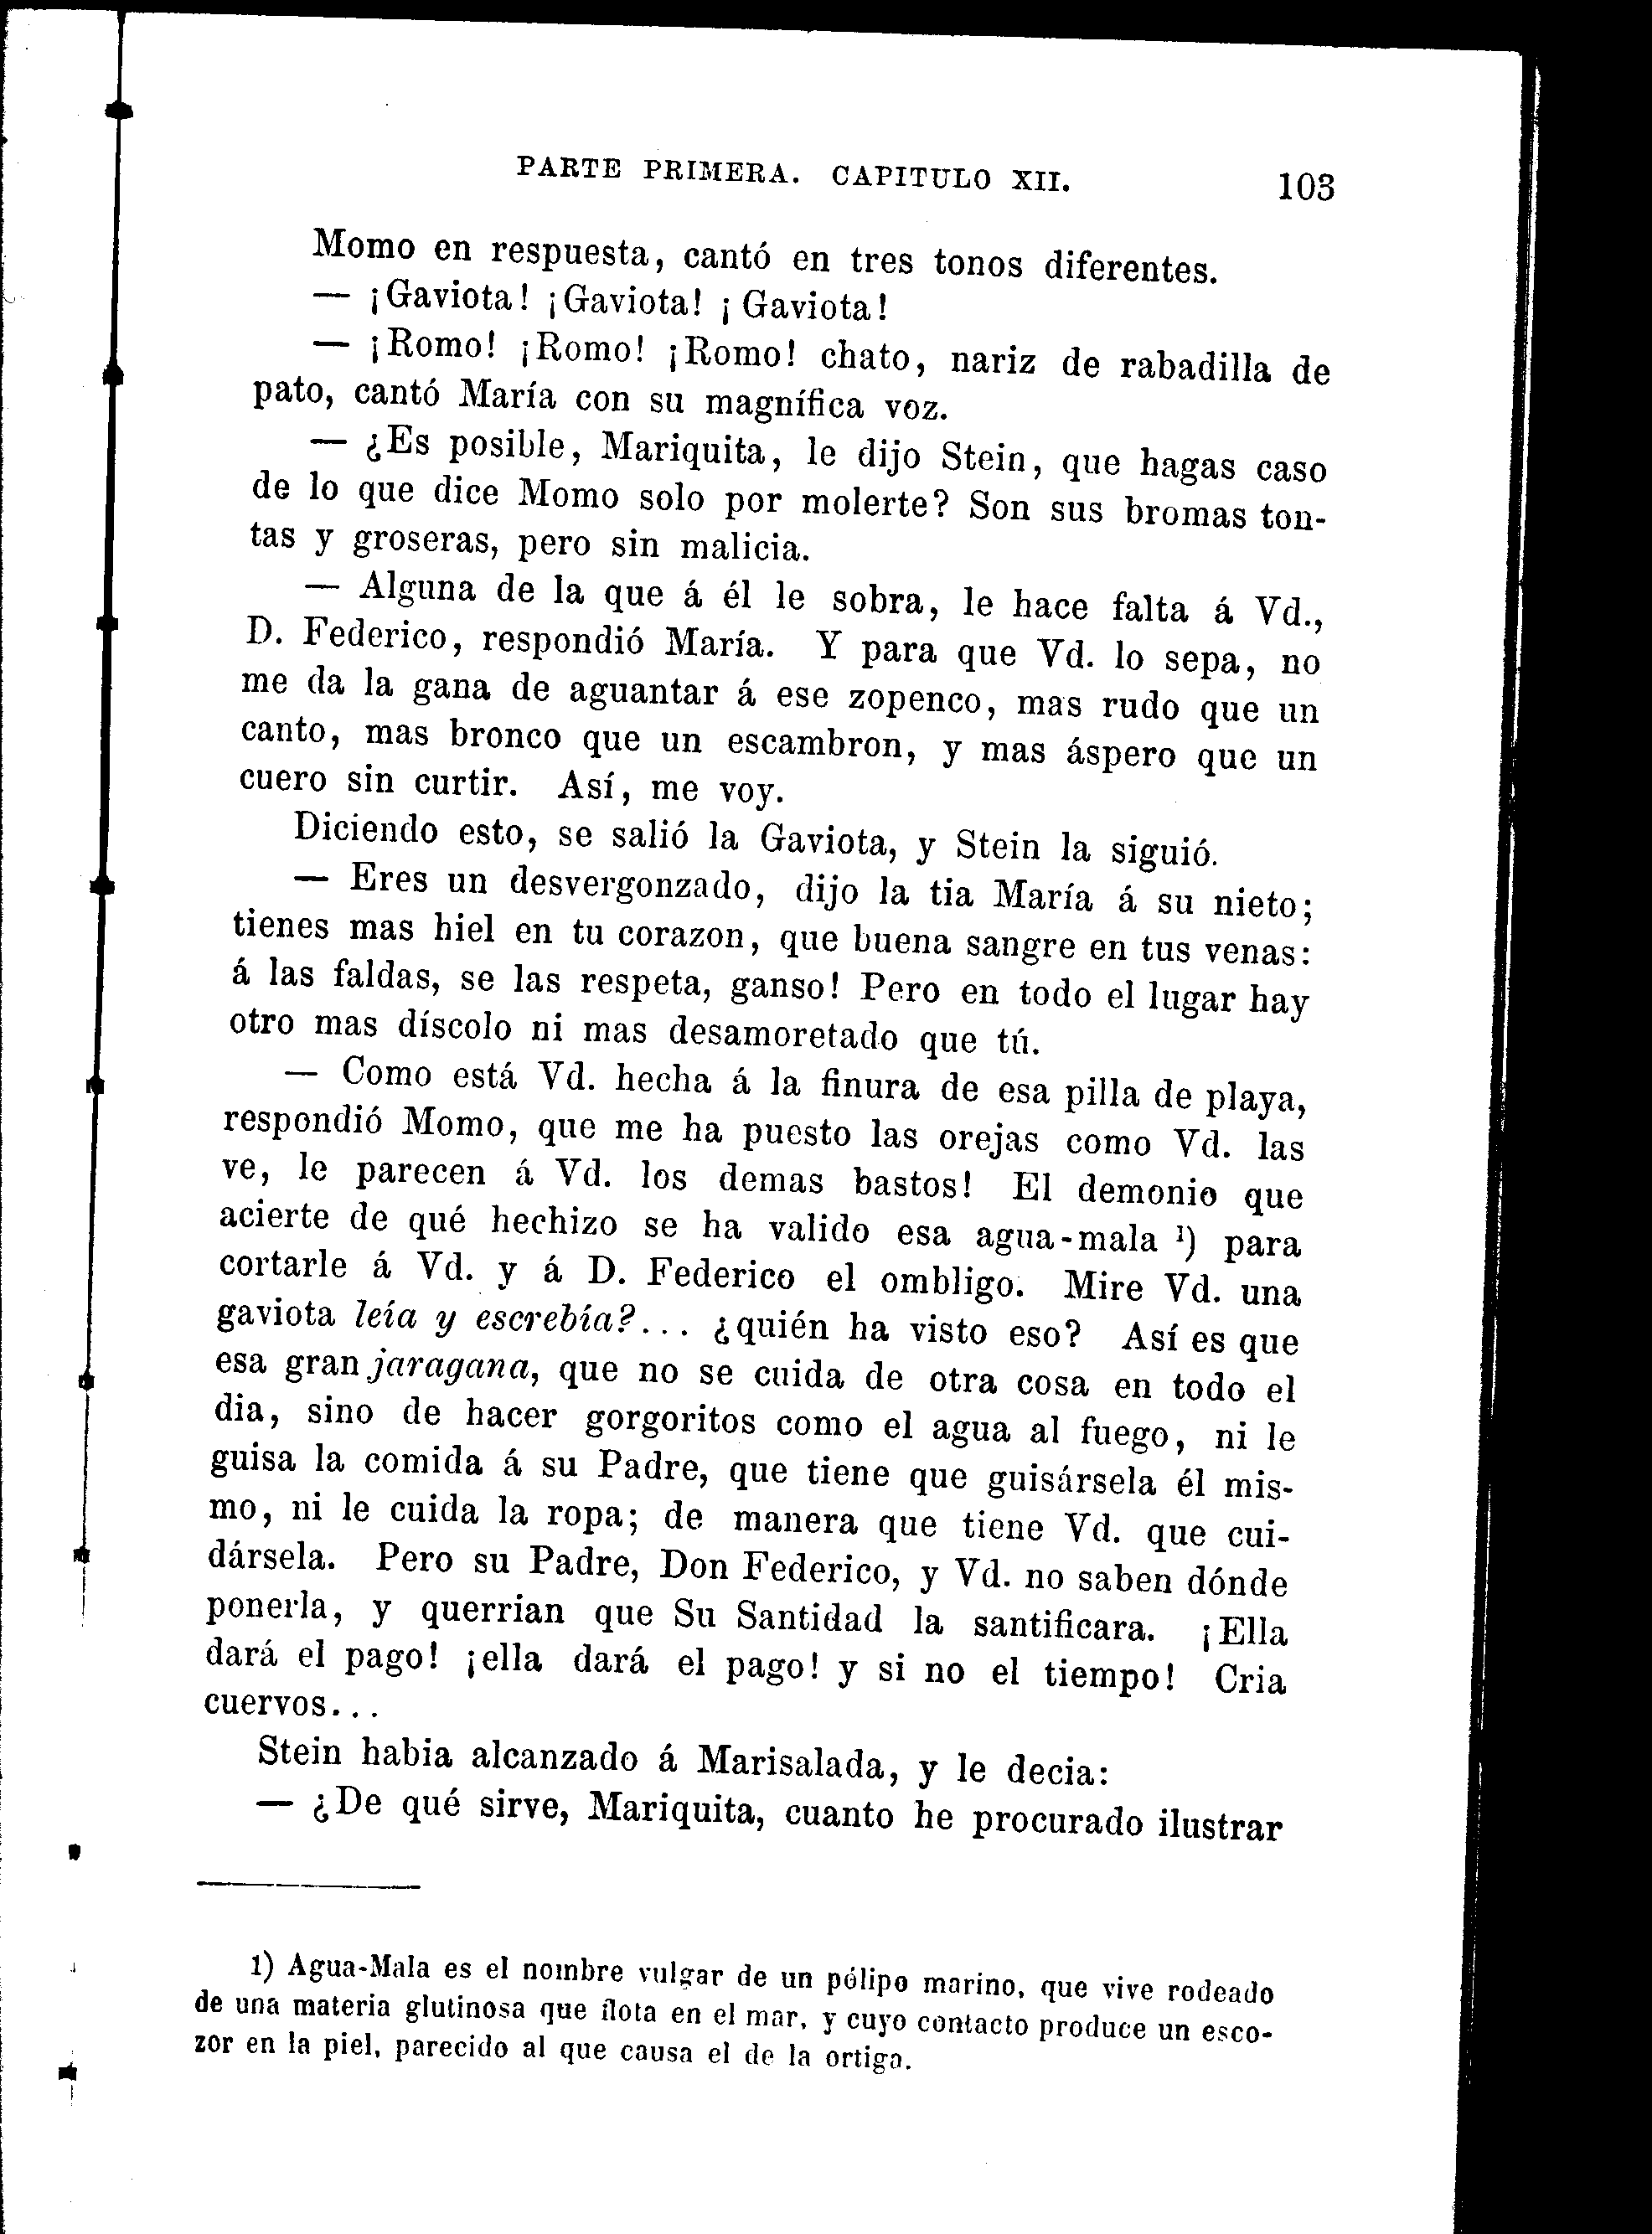 PARTE PRIMERA. CAPITULO XII. 103
Momo en respuesta, cantó en tres tonos diferentes.
— ¡Gaviota! ¡Gaviota! ¡Gaviota!
— ¡Romo! ¡Romo! ¡Romo! chato, nariz de rabadilla de
pato, cantó María con su magnífica voz.
— ¿Es posible, Mariquita, le dijo Stein, que hagas caso
de lo que dice Momo solo por molerte? Son sus bromas ton-
tas y groseras, pero sin malicia.
— Alguna de la que á él le sobra, le hace falta á Vd.,
D. Federico, respondió María. Y para que Vd. lo sepa, no
me da la gana de aguantar á ese zopenco, mas rudo que un
canto, mas bronco que un escambron, y mas áspero que un
cuero sin curtir. Así, me voy.
Diciendo esto, se salió la Gaviota, y Stein la siguió.
— Eres un desvergonzado, dijo la tia María á su nieto;
tienes mas hiel en tu corazon, que buena sangre en tus venas:
á las faldas, se las respeta, ganso! Pero en todo el lugar hay
otro mas díscolo ni mas desamoretado que tú.
— Como está Vd. hecha á la finura de esa pilla de playa,
respondió Momo, que me ha puesto las orejas como Vd. las
ve, le parecen á Vd. los demas bastos! El demonio que
acierte de qué hechizo se ha valido esa agua-mala ¹) para
cortarle á Vd. y á D. Federico el ombligo. Mire Vd. una
gaviota leía y escrebía?... ¿quién ha visto eso? Así es que
esa gran jaragana, que no se cuida de otra cosa en todo el
dia, sino de hacer gorgoritos como el agua al fuego, ni le
guisa la comida á su Padre, que tiene que guisársela él mis-
mo, ni le cuida la ropa; de manera que tiene Vd. que cui-
dársela. Pero su Padre, Don Federico, y Vd. no saben dónde
ponerla, y querrian que Su Santidad la santificara. ¡Ella
dará el pago! ¡ella dará el pago! y si no el tiempo! Cria
cuervos...
Stein habia alcanzado á Marisalada, y le decia:
— ¿De qué sirve, Mariquita, cuanto he procurado ilustrar
1) Agua-Mala es el nombre vulgar de un pólipo marino, que vive rodeado
de una materia glutinosa que flota en el mar, y cuyo contacto produce un esco-
zor en la piel, parecido al que causa el de la ortiga.